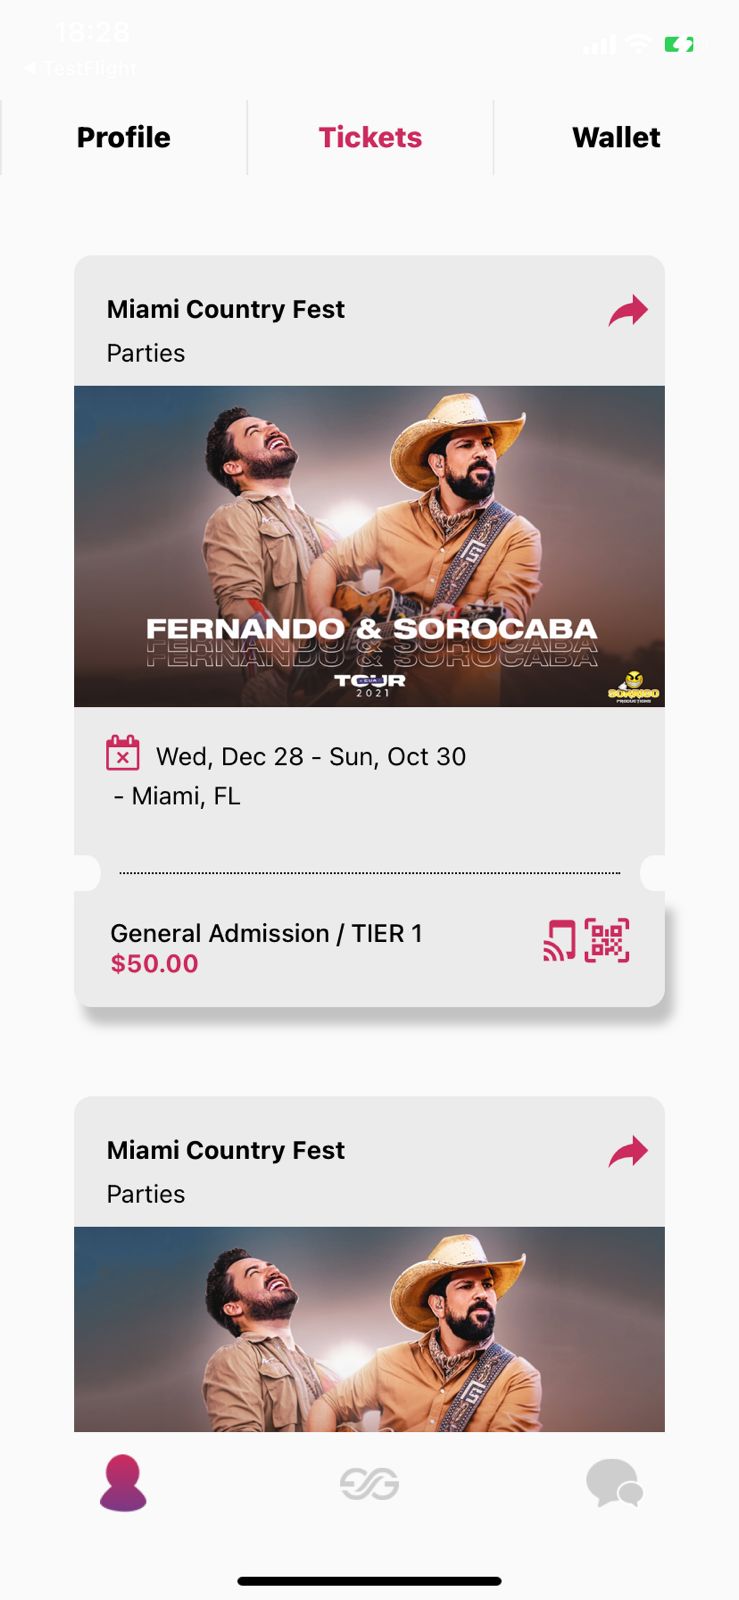 18:28
◀ TestFlight
Profile
Tickets
Wallet
Miami Country Fest
Parties
FERNANDO & SOROCABA
FERNANDO & SOROCABA
TOUR
EUA
2021
SORRISO
PRODUCTIONS
Wed, Dec 28 - Sun, Oct 30
- Miami, FL
General Admission / TIER 1
$50.00
Miami Country Fest
Parties